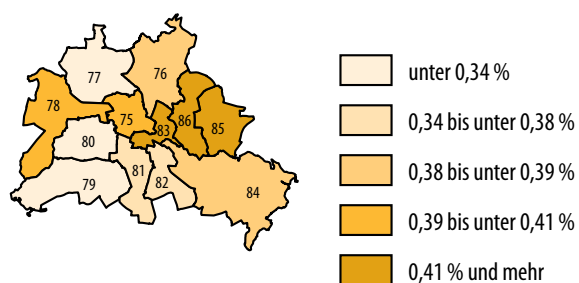 76
77
78
75
86
83
85
80
81
79
82
84
unter 0,34 %
0,34 bis unter 0,38 %
0,38 bis unter 0,39 %
0,39 bis unter 0,41 %
0,41 % und mehr